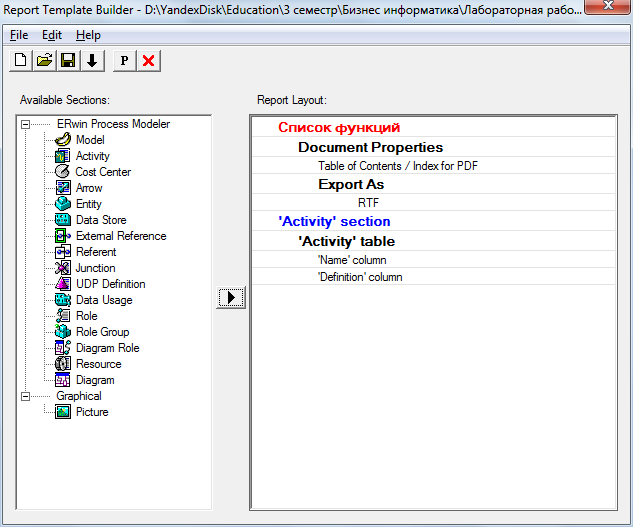 Report Template Builder - D:\YandexDisk\Education\3 семестр\Бизнес информатика\Лабораторная рабо...
File Edit Help
P
Available Sections:
Report Layout:
ERwin Process Modeler
Model
Activity
Cost Center
Arrow
Entity
Data Store
External Reference
Referent
Junction
UDP Definition
Data Usage
Role
Role Group
Diagram Role
Resource
Diagram
Graphical
Picture
Список функций
Document Properties
Table of Contents / Index for PDF
Export As
RTF
'Activity' section
'Activity' table
'Name' column
'Definition' column